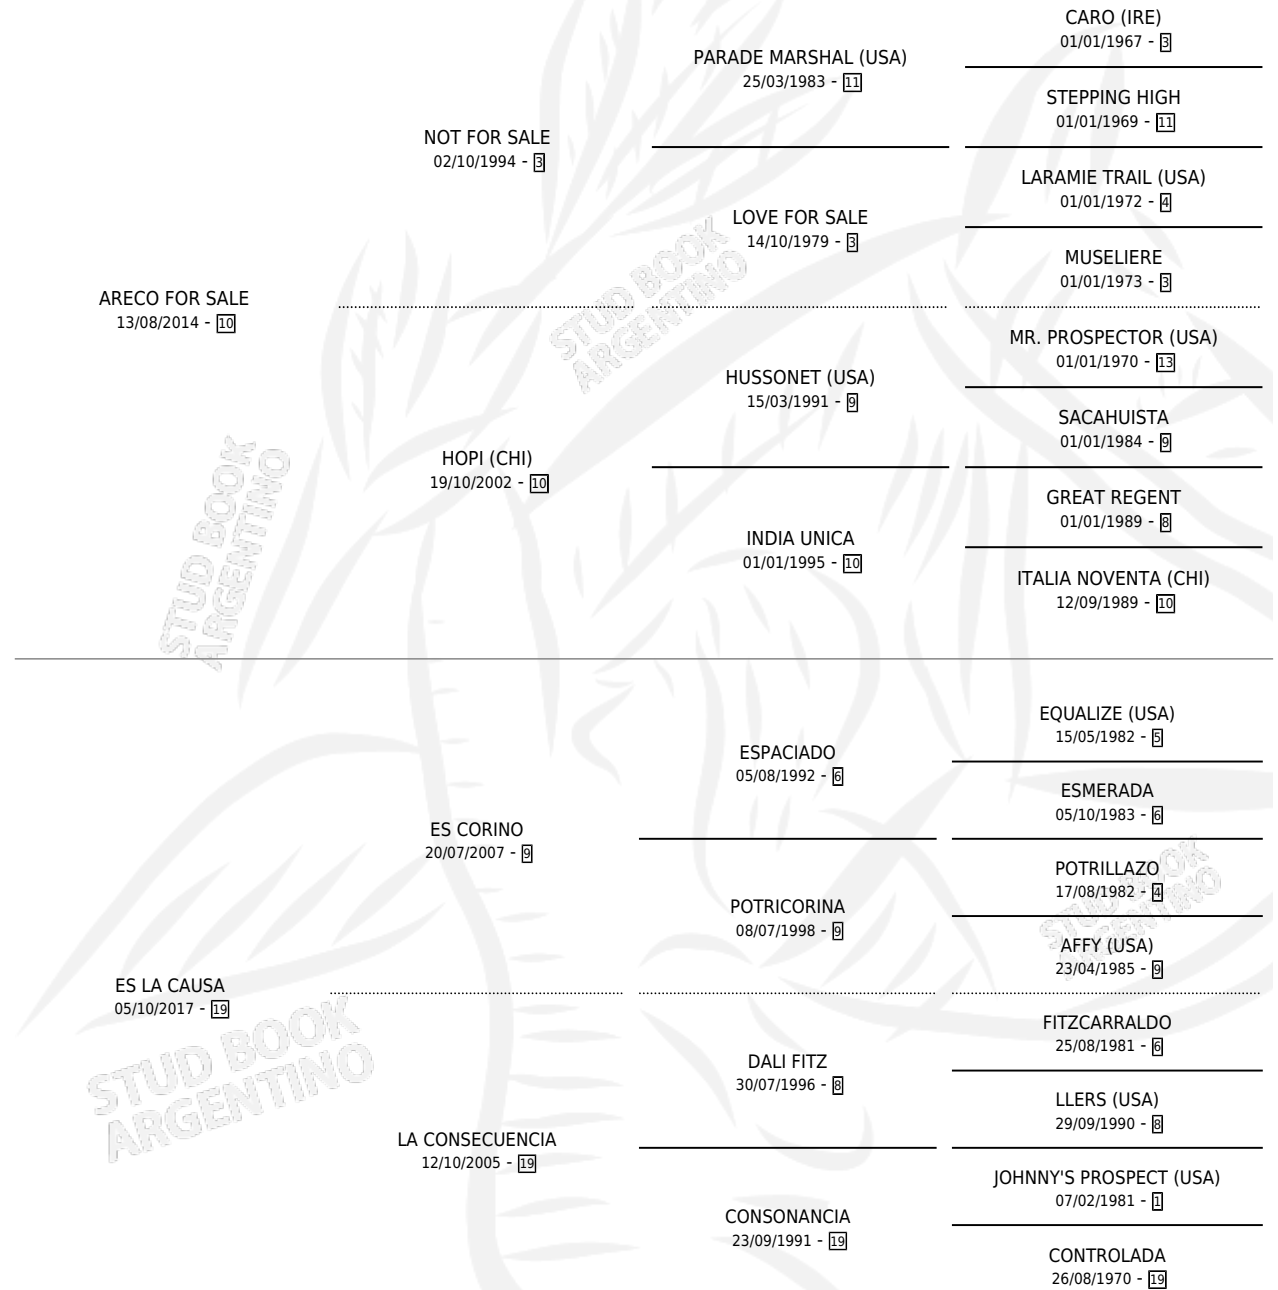 CARO (IRE)
01/01/1967 - 3
PARADE MARSHAL (USA)
25/03/1983 - 11
STEPPING HIGH
01/01/1969 - 11
NOT FOR SALE
02/10/1994 - 3
LARAMIE TRAIL (USA)
01/01/1972 - 4
LOVE FOR SALE
14/10/1979 - 3
MUSELIERE
01/01/1973 - 3
STUD BOOK
ARGENTINO
ARECO FOR SALE
13/08/2014 - 10
MR. PROSPECTOR (USA)
01/01/1970 - 13
HUSSONET (USA)
15/03/1991 - 9
SACAHUISTA
01/01/1984 - 9
HOPI (CHI)
19/10/2002 - 10
GREAT REGENT
01/01/1989 - 8
INDIA UNICA
01/01/1995 - 10
ITALIA NOVENTA (CHI)
12/09/1989 - 10
STUD BOOK
ARGENTINO
EQUALIZE (USA)
15/05/1982 - 5
ESPACIADO
05/08/1992 - 6
ESMERADA
05/10/1983 - 6
ES CORINO
20/07/2007 - 9
POTRILLAZO
17/08/1982 - 4
POTRICORINA
08/07/1998 - 9
AFFY (USA)
23/04/1985 - 9
STUD BOOK
ARGENTINO
ES LA CAUSA
05/10/2017 - 19
FITZCARRALDO
25/08/1981 - 6
DALI FITZ
30/07/1996 - 8
LLERS (USA)
29/09/1990 - 8
STUD BOOK
ARGENTINO
LA CONSECUENCIA
12/10/2005 - 19
JOHNNY'S PROSPECT (USA)
07/02/1981 - 1
CONSONANCIA
23/09/1991 - 19
CONTROLADA
26/08/1970 - 19